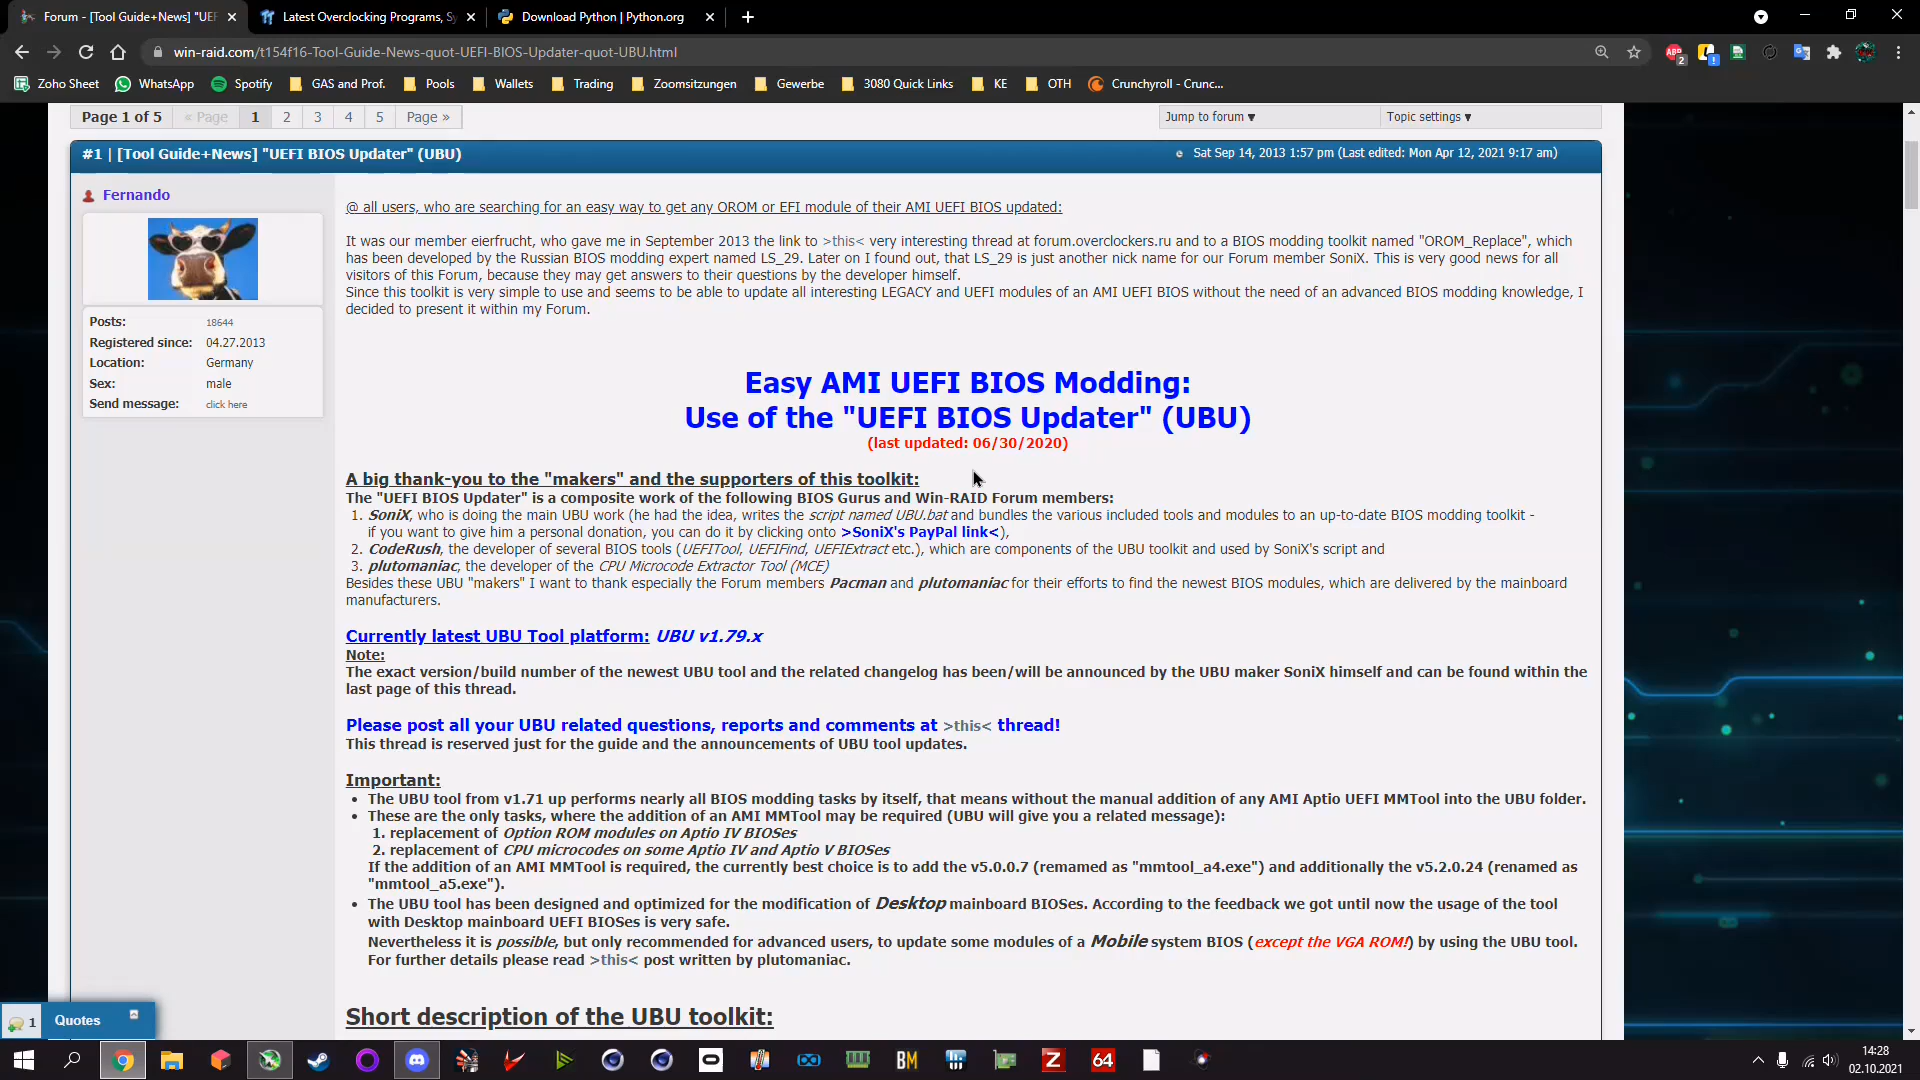 Forum - [Tool Guide+News] "UEF
Latest Overclocking Programs, Sy
Download Python | Python.org
win-raid.com/t154f16-Tool-Guide-News-quot-UEFI-BIOS-Updater-quot-UBU.html
Zoho Sheet
WhatsApp
Spotify
GAS and Prof.
Pools
Wallets
Trading
Zoomsitzungen
Gewerbe
3080 Quick Links
KE
OTH
Crunchyroll - Crunc...
Page 1 of 5 « Page 1 2 3 4 5 Page »
Jump to forum ▼ Topic settings ▼
#1 | [Tool Guide+News] "UEFI BIOS Updater" (UBU)
Sat Sep 14, 2013 1:57 pm (Last edited: Mon Apr 12, 2021 9:17 am)
Fernando
Posts: 18644
Registered since: 04.27.2013
Location: Germany
Sex: male
Send message: click here
@ all users, who are searching for an easy way to get any OROM or EFI module of their AMI UEFI BIOS updated:
It was our member eierfrucht, who gave me in September 2013 the link to >this< very interesting thread at forum.overclockers.ru and to a BIOS modding toolkit named "OROM_Replace", which
has been developed by the Russian BIOS modding expert named LS_29. Later on I found out, that LS_29 is just another nick name for our Forum member SoniX. This is very good news for all
visitors of this Forum, because they may get answers to their questions by the developer himself.
Since this toolkit is very simple to use and seems to be able to update all interesting LEGACY and UEFI modules of an AMI UEFI BIOS without the need of an advanced BIOS modding knowledge, I
decided to present it within my Forum.
Easy AMI UEFI BIOS Modding:
Use of the "UEFI BIOS Updater" (UBU)
(last updated: 06/30/2020)
A big thank-you to the "makers" and the supporters of this toolkit:
The "UEFI BIOS Updater" is a composite work of the following BIOS Gurus and Win-RAID Forum members:
1. SoniX, who is doing the main UBU work (he had the idea, writes the script named UBU.bat and bundles the various included tools and modules to an up-to-date BIOS modding toolkit -
if you want to give him a personal donation, you can do it by clicking onto >SoniX's PayPal link<),
2. CodeRush, the developer of several BIOS tools (UEFITool, UEFIFind, UEFIExtract etc.), which are components of the UBU toolkit and used by SoniX's script and
3. plutomaniac, the developer of the CPU Microcode Extractor Tool (MCE)
Besides these UBU "makers" I want to thank especially the Forum members Pacman and plutomaniac for their efforts to find the newest BIOS modules, which are delivered by the mainboard
manufacturers.
Currently latest UBU Tool platform: UBU v1.79.x
Note:
The exact version/build number of the newest UBU tool and the related changelog has been/will be announced by the UBU maker SoniX himself and can be found within the
last page of this thread.
Please post all your UBU related questions, reports and comments at >this< thread!
This thread is reserved just for the guide and the announcements of UBU tool updates.
Important:
• The UBU tool from v1.71 up performs nearly all BIOS modding tasks by itself, that means without the manual addition of any AMI Aptio UEFI MMTool into the UBU folder.
• These are the only tasks, where the addition of an AMI MMTool may be required (UBU will give you a related message):
1. replacement of Option ROM modules on Aptio IV BIOSes
2. replacement of CPU microcodes on some Aptio IV and Aptio V BIOSes
If the addition of an AMI MMTool is required, the currently best choice is to add the v5.0.0.7 (remamed as "mmtool_a4.exe") and additionally the v5.2.0.24 (renamed as
"mmtool_a5.exe").
• The UBU tool has been designed and optimized for the modification of Desktop mainboard BIOSes. According to the feedback we got until now the usage of the tool
with Desktop mainboard UEFI BIOSes is very safe.
Nevertheless it is possible, but only recommended for advanced users, to update some modules of a Mobile system BIOS (except the VGA ROM!) by using the UBU tool.
For further details please read >this< post written by plutomaniac.
Short description of the UBU toolkit:
1 Quotes
BM
64
14:28
02.10.2021